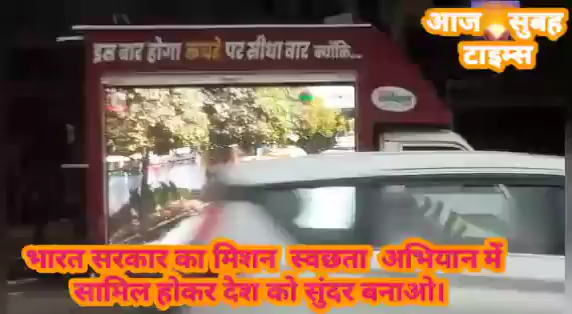 आज सुबह
टाइम्स
इस बार होगा कचरे पर सीधा वार क्योंकि...
भारत सरकार का मिशन स्वछता अभियान में
सामिल होकर देश को सुंदर बनाओ।